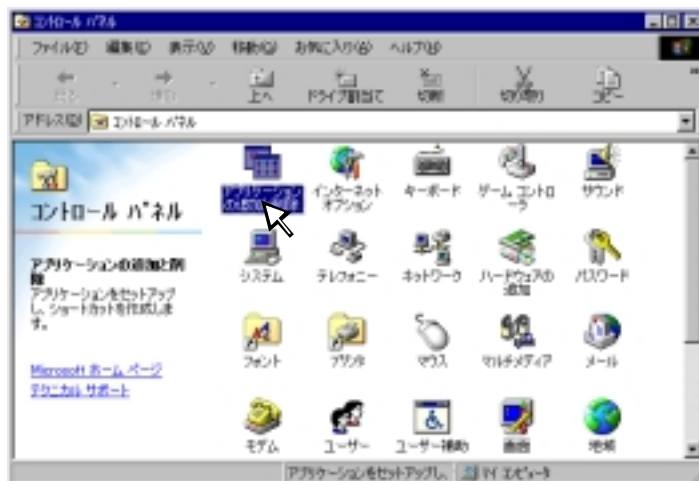 コントロール パネル
ファイル(F) 編集(E) 表示(V) 移動(G) お気に入り(A) ヘルプ(H)
戻る 進む 上へ ドライブ割当て 切断 切り取り コピー
アドレス(D) コントロール パネル
コントロール パネル
アプリケーションの追加と削
除
アプリケーションをセットアップ
し、ショートカットを作成しま
す。
Microsoft ホーム ページ
テクニカル サポート
アプリケーション
インターネット
オプション
キーボード
ゲーム コントロ
ーラ
サウンド
システム
テレフォニー
ネットワーク
ハードウェアの
追加
パスワード
フォント
プリンタ
マウス
マルチメディア
メール
モデム
ユーザー
ユーザー補助
画面
地域
アプリケーションをセットアップし、 マイ コンピュータ